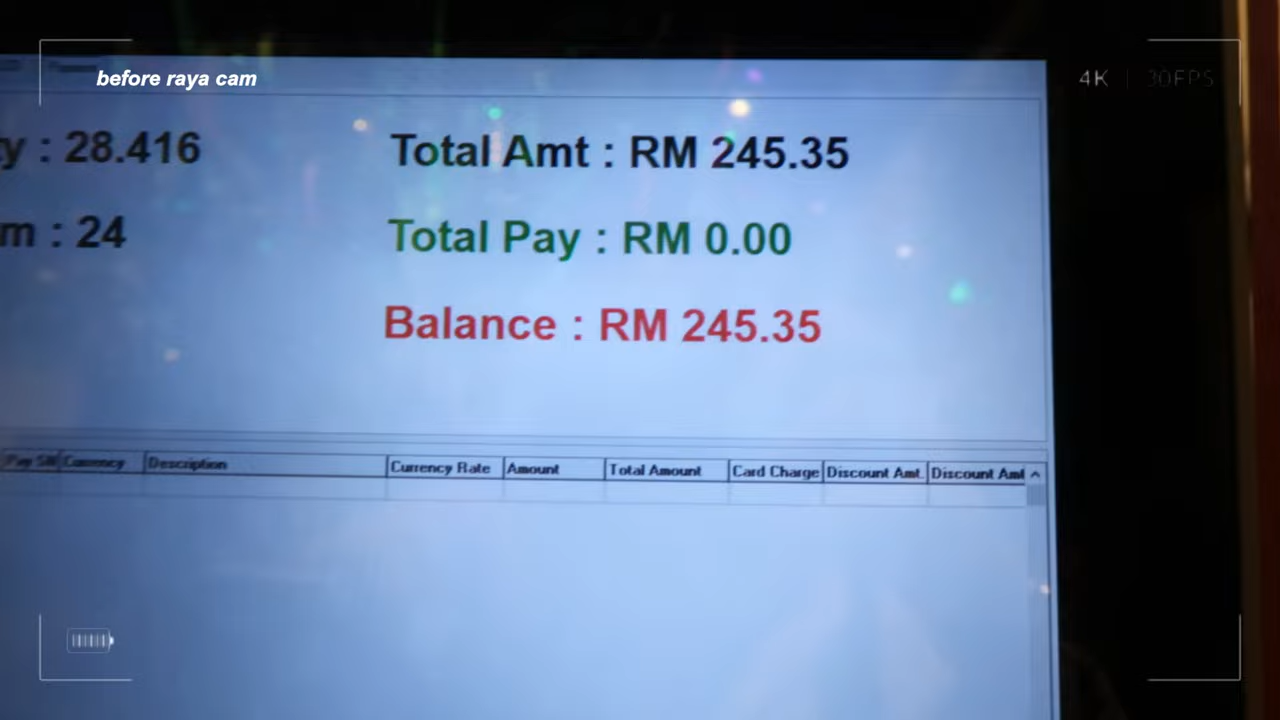 before raya cam
4K | 30FPS
y : 28.416
Total Amt : RM 245.35
m : 24
Total Pay : RM 0.00
Balance : RM 245.35
Currency
Description
Currency Rate
Amount
Total Amount
Card Charge
Discount Amt
Discount Amt